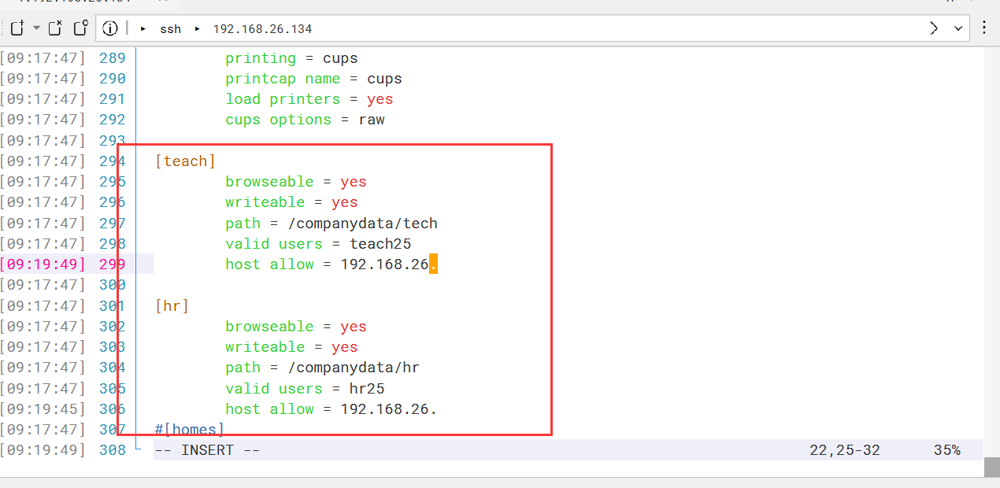 ssh ▸ 192.168.26.134
[09:17:47] 289 printing = cups
[09:17:47] 290 printcap name = cups
[09:17:47] 291 load printers = yes
[09:17:47] 292 cups options = raw
[09:17:47] 293
[09:17:47] 294 [teach]
[09:17:47] 295 browseable = yes
[09:17:47] 296 writeable = yes
[09:17:47] 297 path = /companydata/tech
[09:17:47] 298 valid users = teach25
[09:19:49] 299 host allow = 192.168.26.
[09:17:47] 300
[09:17:47] 301 [hr]
[09:17:47] 302 browseable = yes
[09:17:47] 303 writeable = yes
[09:17:47] 304 path = /companydata/hr
[09:17:47] 305 valid users = hr25
[09:19:45] 306 host allow = 192.168.26.
[09:17:47] 307 #[homes]
[09:19:49] 308 -- INSERT -- 22,25-32 35%